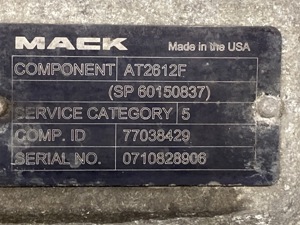 MACK Made in the USA
COMPONENT AT2612F
(SP 60150837)
SERVICE CATEGORY 5
COMP. ID 77038429
SERIAL NO. 0710828906